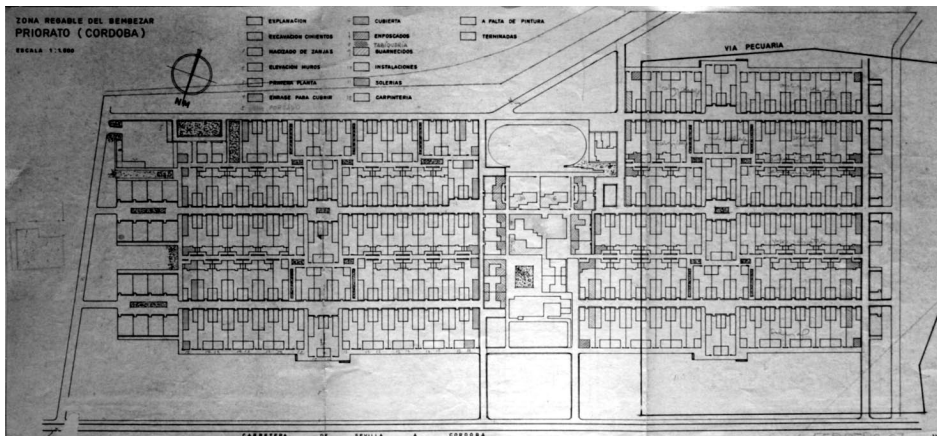 ZONA REGABLE DEL BEMBEZAR
PRIORATO (CORDOBA)
ESCALA 1:1.000
EXPLANACION
EXCAVACION CIMIENTOS
MACIZADO DE ZANJAS
ELEVACION MUROS
PRIMERA PLANTA
ENRASE PARA CUBRIR
CUBIERTA
ENFOSCADOS
TABIQUERIA
GUARNECIDOS
INSTALACIONES
SOLERIAS
CARPINTERIA
A FALTA DE PINTURA
TERMINADAS
NM
VIA PECUARIA
CARRETERA DE SEVILLA A CORDOBA